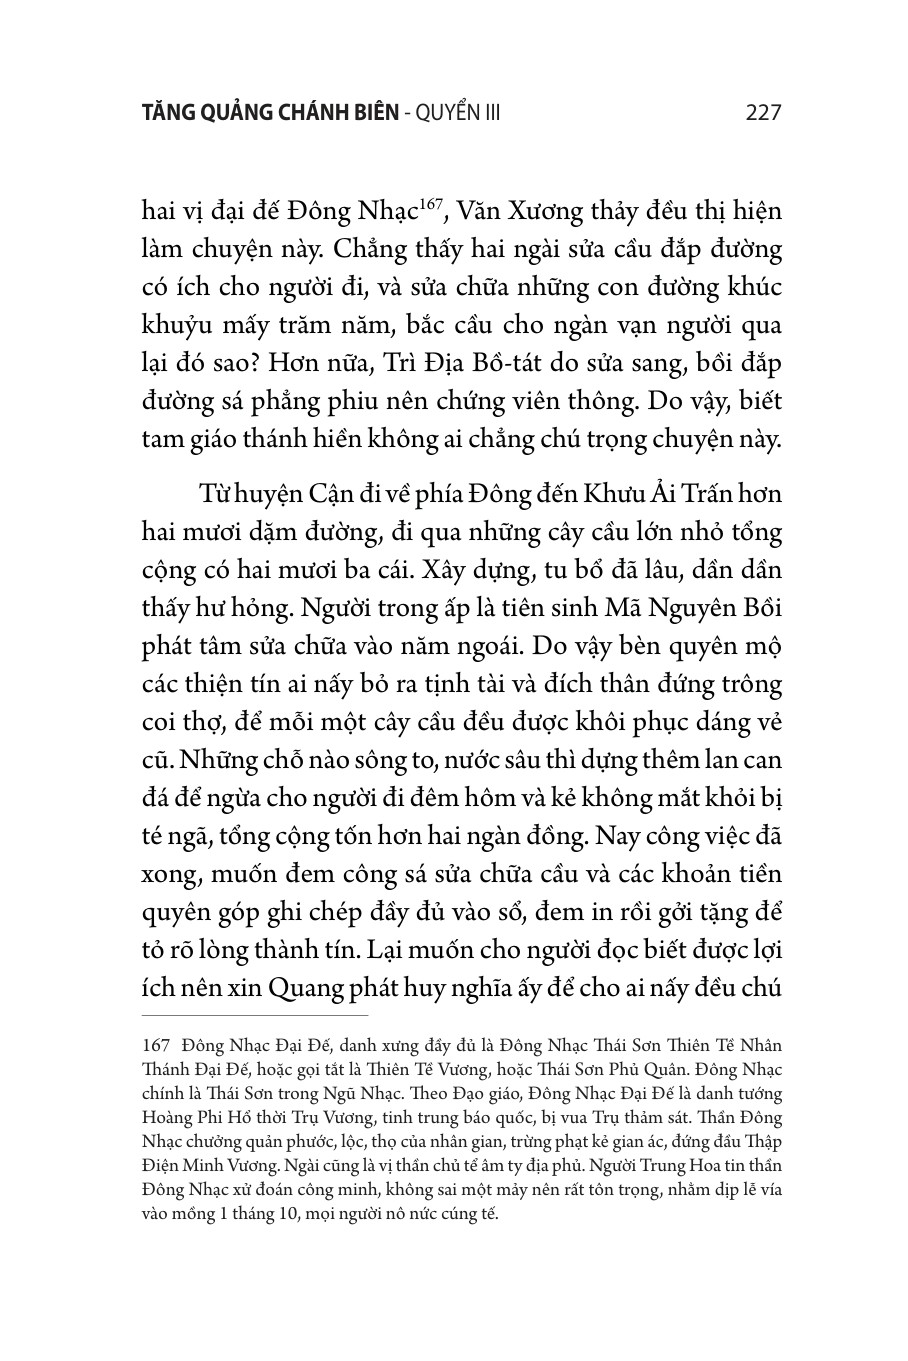 TĂNG QUẢNG CHÁNH BIÊN - QUYỂN III 227
hai vị đại đế Đông Nhạc167, Văn Xương thảy đều thị hiện
làm chuyện này. Chẳng thấy hai ngài sửa cầu đắp đường
có ích cho người đi, và sửa chữa những con đường khúc
khuỷu mấy trăm năm, bắc cầu cho ngàn vạn người qua
lại đó sao? Hơn nữa, Trì Địa Bồ-tát do sửa sang, bồi đắp
đường sá phẳng phiu nên chứng viên thông. Do vậy, biết
tam giáo thánh hiền không ai chẳng chú trọng chuyện này.
Từ huyện Cận đi về phía Đông đến Khưu Ải Trấn hơn
hai mươi dặm đường, đi qua những cây cầu lớn nhỏ tổng
cộng có hai mươi ba cái. Xây dựng, tu bổ đã lâu, dần dần
thấy hư hỏng. Người trong ấp là tiên sinh Mã Nguyên Bồi
phát tâm sửa chữa vào năm ngoái. Do vậy bèn quyên mộ
các thiện tín ai nấy bỏ ra tịnh tài và đích thân đứng trông
coi thợ, để mỗi một cây cầu đều được khôi phục dáng vẻ
cũ. Những chỗ nào sông to, nước sâu thì dựng thêm lan can
đá để ngừa cho người đi đêm hôm và kẻ không mắt khỏi bị
té ngã, tổng cộng tốn hơn hai ngàn đồng. Nay công việc đã
xong, muốn đem công sá sửa chữa cầu và các khoản tiền
quyên góp ghi chép đầy đủ vào sổ, đem in rồi gởi tặng để
tỏ rõ lòng thành tín. Lại muốn cho người đọc biết được lợi
ích nên xin Quang phát huy nghĩa ấy để cho ai nấy đều chú
167 Đông Nhạc Đại Đế, danh xưng đầy đủ là Đông Nhạc Thái Sơn Thiên Tề Nhân
Thánh Đại Đế, hoặc gọi tắt là Thiên Tề Vương, hoặc Thái Sơn Phủ Quân. Đông Nhạc
chính là Thái Sơn trong Ngũ Nhạc. Theo Đạo giáo, Đông Nhạc Đại Đế là danh tướng
Hoàng Phi Hổ thời Trụ Vương, tinh trung báo quốc, bị vua Trụ thảm sát. Thần Đông
Nhạc chưởng quản phước, lộc, thọ của nhân gian, trừng phạt kẻ gian ác, đứng đầu Thập
Điện Minh Vương. Ngài cũng là vị thần chủ tể âm ty địa phủ. Người Trung Hoa tin thần
Đông Nhạc xử đoán công minh, không sai một mảy nên rất tôn trọng, nhằm dịp lễ vía
vào mồng 1 tháng 10, mọi người nô nức cúng tế.